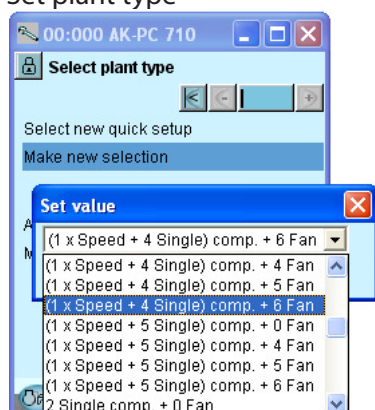 Set plant type
00:000 AK-PC 710
Select plant type
Select new quick setup
Make new selection
Set value
(1 x Speed + 4 Single) comp. + 6 Fan
(1 x Speed + 4 Single) comp. + 4 Fan
(1 x Speed + 4 Single) comp. + 5 Fan
(1 x Speed + 4 Single) comp. + 6 Fan
(1 x Speed + 5 Single) comp. + 0 Fan
(1 x Speed + 5 Single) comp. + 4 Fan
(1 x Speed + 5 Single) comp. + 5 Fan
(1 x Speed + 5 Single) comp. + 6 Fan
2 Single comp. + 0 Fan